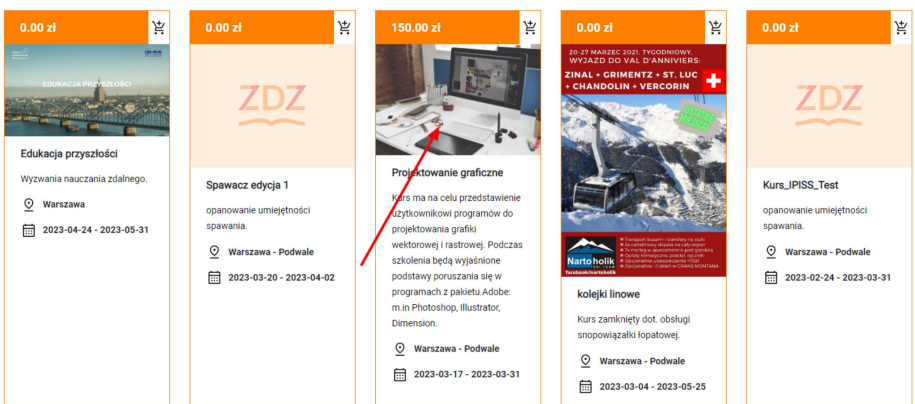 0.00 zł
EDUKACJA PRZYSZŁOŚCI
Edukacja przyszłości
Wyzwania nauczania zdalnego.
Warszawa
2023-04-24 - 2023-05-31
0.00 zł
ZDZ
Spawacz edycja 1
opanowanie umiejętności
spawania.
Warszawa - Podwale
2023-03-20 - 2023-04-02
150.00 zł
Projektowanie graficzne
Kurs ma na celu przedstawienie
użytkownikowi programów do
projektowania grafiki
wektorowej i rastrowej. Podczas
szkolenia będą wyjaśnione
podstawy poruszania się w
programach z pakietu Adobe:
m.in Photoshop, Illustrator,
Dimension.
Warszawa - Podwale
2023-03-17 - 2023-03-31
0.00 zł
20-27 MARZEC 2021, TYGODNIOWY,
WYJAZD DO VAL D'ANNIVIERS:
ZINAL + GRIMENTZ + ST. LUC
+ CHANDOLIN + VERCORIN
Nartoholik
facebook/nartoholik
kolejki linowe
Kurs zamknięty dot. obsługi
snopowiązałki łopatowej.
Warszawa - Podwale
2023-03-04 - 2023-05-25
0.00 zł
ZDZ
Kurs_IPISS_Test
opanowanie umiejętności
spawania.
Warszawa - Podwale
2023-02-24 - 2023-03-31